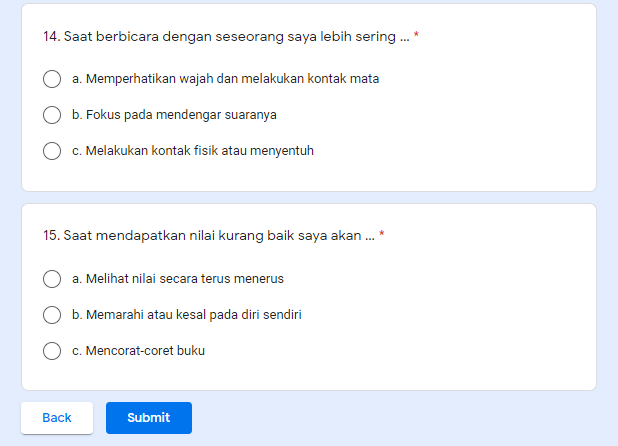 14. Saat berbicara dengan seseorang saya lebih sering ... *
a. Memperhatikan wajah dan melakukan kontak mata
b. Fokus pada mendengar suaranya
c. Melakukan kontak fisik atau menyentuh
15. Saat mendapatkan nilai kurang baik saya akan ... *
a. Melihat nilai secara terus menerus
b. Memarahi atau kesal pada diri sendiri
c. Mencorat-coret buku
Back Submit